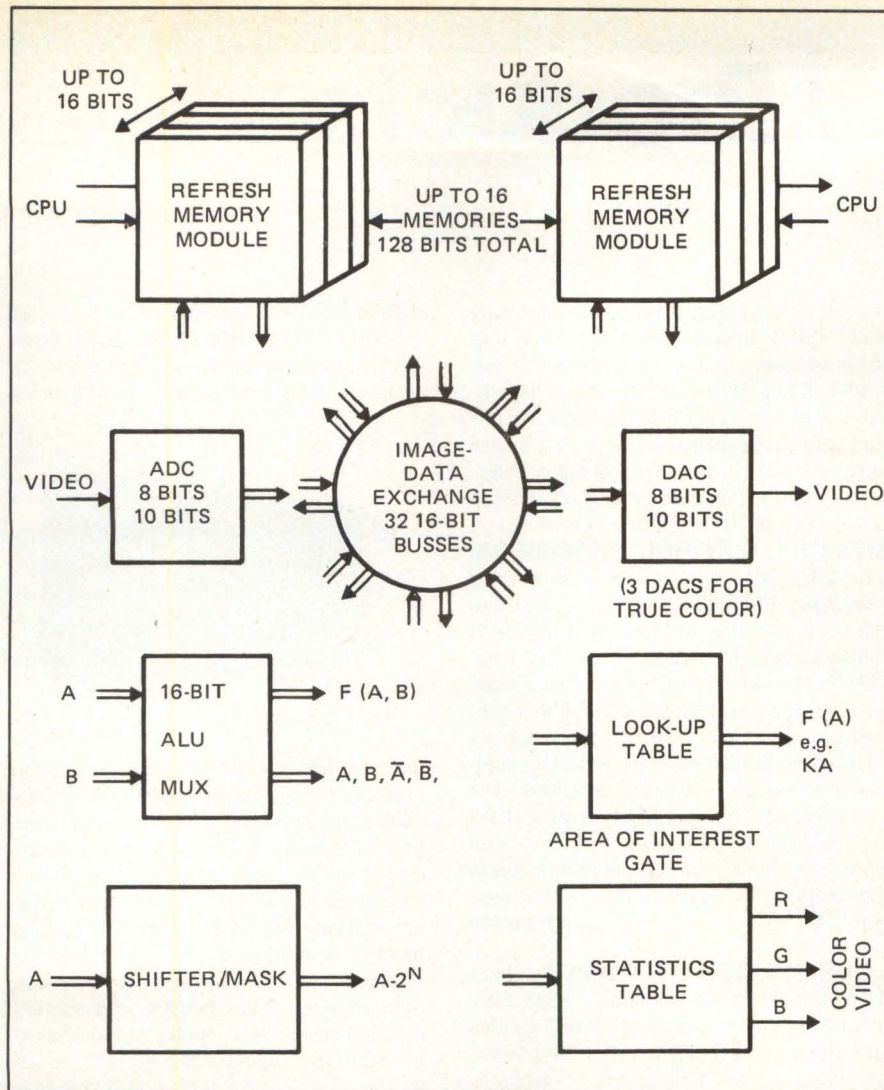 UP TO
16 BITS
UP TO
16 BITS
CPU
REFRESH
MEMORY
MODULE
UP TO 16
MEMORIES
128 BITS TOTAL
REFRESH
MEMORY
MODULE
CPU
VIDEO
ADC
8 BITS
10 BITS
IMAGE-
DATA
EXCHANGE
32 16-BIT
BUSSES
DAC
8 BITS
10 BITS
VIDEO
(3 DACS FOR
TRUE COLOR)
A
B
16-BIT
ALU
MUX
F (A, B)
A, B, A̅, B̅,
LOOK-UP
TABLE
F (A)
e.g.
KA
AREA OF INTEREST
GATE
A
SHIFTER/MASK
A-2ᴺ
STATISTICS
TABLE
R
G
B
COLOR
VIDEO